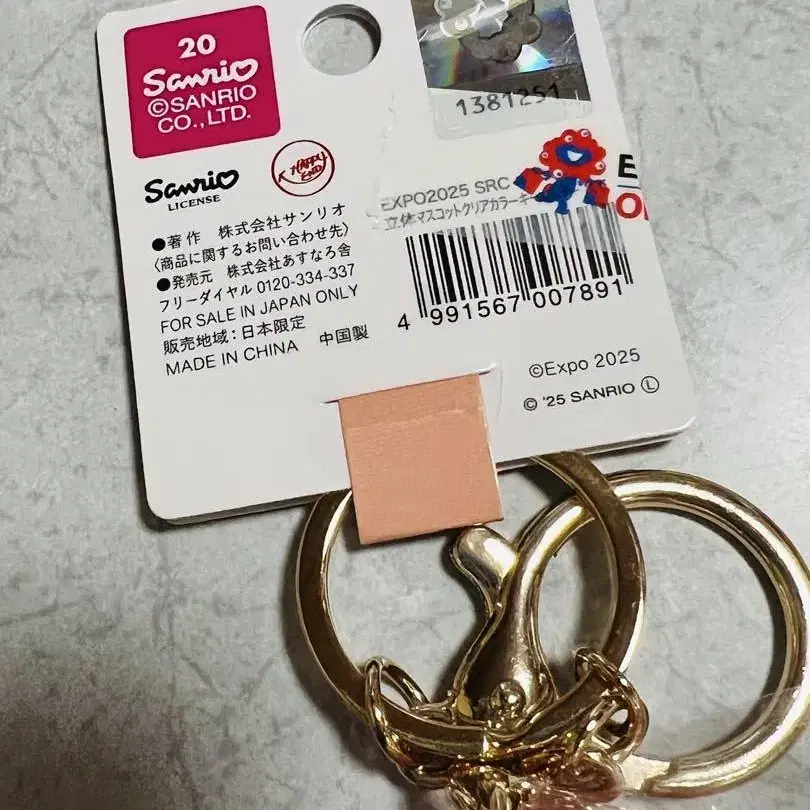 20
Sanrio
©SANRIO
CO.,LTD.
Sanrio
LICENSE
HAPPY
●著作 株式会社サンリオ
〈商品に関するお問い合わせ先〉
●発売元 株式会社あすなろ舎
フリーダイヤル 0120-334-337
FOR SALE IN JAPAN ONLY
販売地域：日本限定
MADE IN CHINA 中国製
1381251
EXPO2025 SRC
立体マスコットクリアカラーキ
4 991567 007891
©Expo 2025
© '25 SANRIO Ⓛ